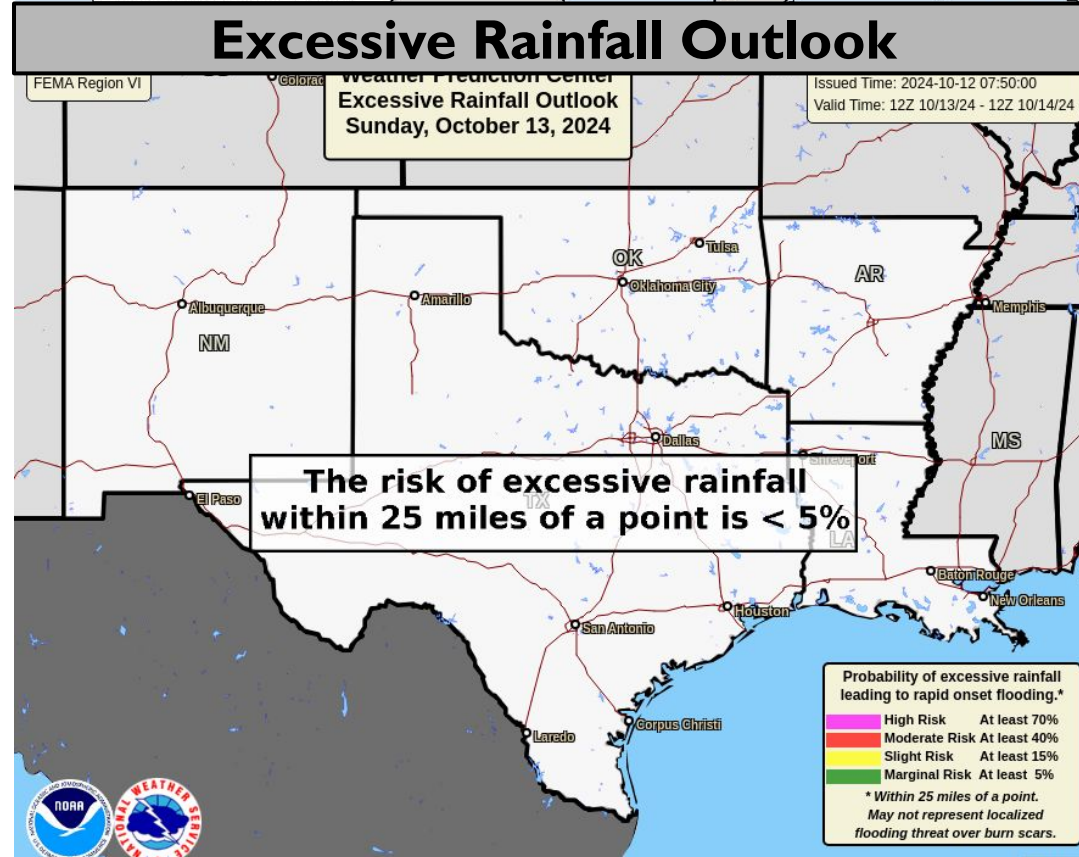 Excessive Rainfall Outlook
FEMA Region VI
Weather Prediction Center
Excessive Rainfall Outlook
Sunday, October 13, 2024
Issued Time: 2024-10-12 07:50:00
Valid Time: 12Z 10/13/24 - 12Z 10/14/24
Colorad
Tulsa
OK
Oklahoma City
AR
Albuquerque
Amarillo
Memphis
NM
Dallas
MS
Shreveport
The risk of excessive rainfall
within 25 miles of a point is < 5%
TX
El Paso
LA
Baton Rouge
New Orleans
Houston
San Antonio
Corpus Christi
Laredo
Probability of excessive rainfall
leading to rapid onset flooding.*
High Risk At least 70%
Moderate Risk At least 40%
Slight Risk At least 15%
Marginal Risk At least 5%
* Within 25 miles of a point.
May not represent localized
flooding threat over burn scars.
NOAA
NATIONAL WEATHER SERVICE